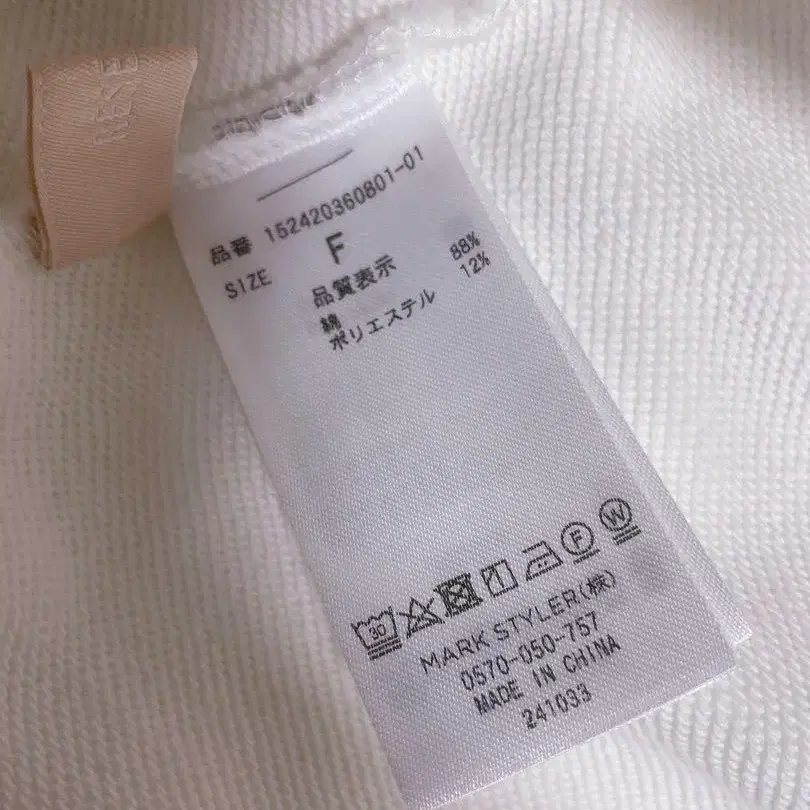 品番 152420360801-01
SIZE F
品質表示
綿 88%
ポリエステル 12%
30 F W
MARK STYLER(株)
0570-050-757
MADE IN CHINA
241033